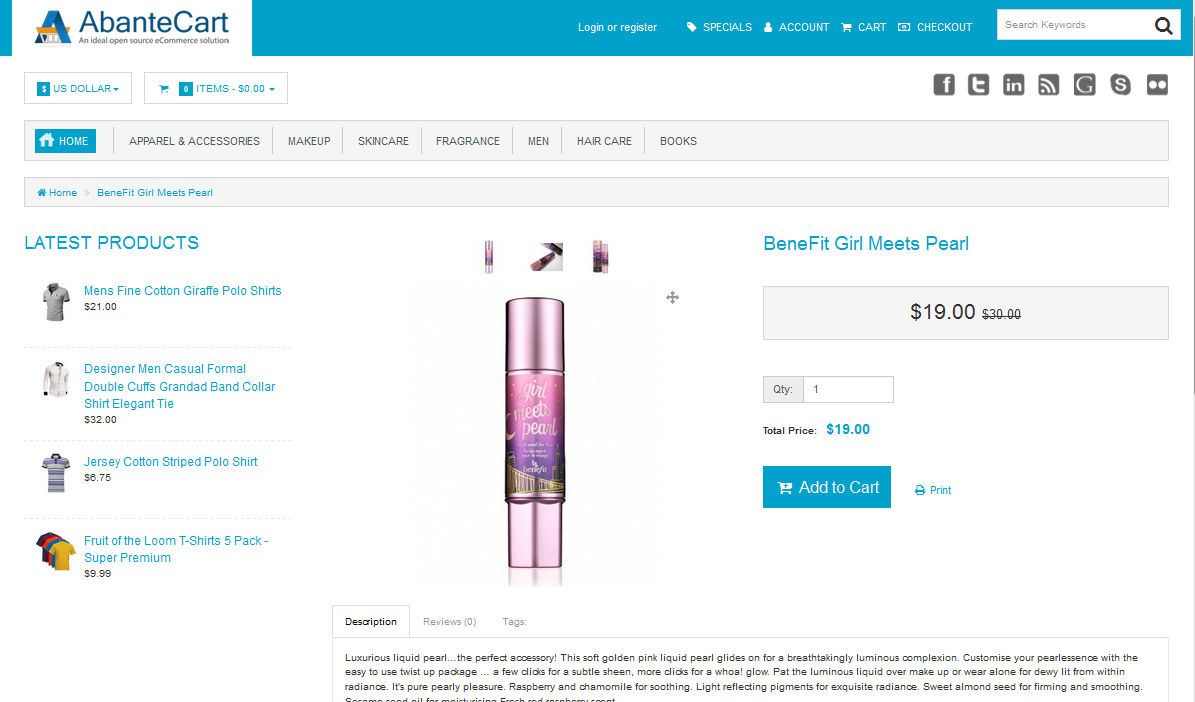 AbanteCart
An ideal open source eCommerce solution
Login or register
SPECIALS
ACCOUNT
CART
CHECKOUT
Search Keywords
$ US DOLLAR
0 ITEMS - $0.00
HOME
APPAREL & ACCESSORIES
MAKEUP
SKINCARE
FRAGRANCE
MEN
HAIR CARE
BOOKS
Home » BeneFit Girl Meets Pearl
LATEST PRODUCTS
Mens Fine Cotton Giraffe Polo Shirts
$21.00
Designer Men Casual Formal
Double Cuffs Grandad Band Collar
Shirt Elegant Tie
$32.00
Jersey Cotton Striped Polo Shirt
$6.75
Fruit of the Loom T-Shirts 5 Pack -
Super Premium
$9.99
girl
meets
pearl
benefit
BeneFit Girl Meets Pearl
$19.00 $30.00
Qty: 1
Total Price: $19.00
Add to Cart
Print
Description
Reviews (0)
Tags:
Luxurious liquid pearl…the perfect accessory! This soft golden pink liquid pearl glides on for a breathtakingly luminous complexion. Customise your pearlessence with the
easy to use twist up package … a few clicks for a subtle sheen, more clicks for a whoa! glow. Pat the luminous liquid over make up or wear alone for dewy lit from within
radiance. It's pure pearly pleasure. Raspberry and chamomile for soothing. Light reflecting pigments for exquisite radiance. Sweet almond seed for firming and smoothing.
Sesame seed oil for moisturising Fresh red raspberry scent